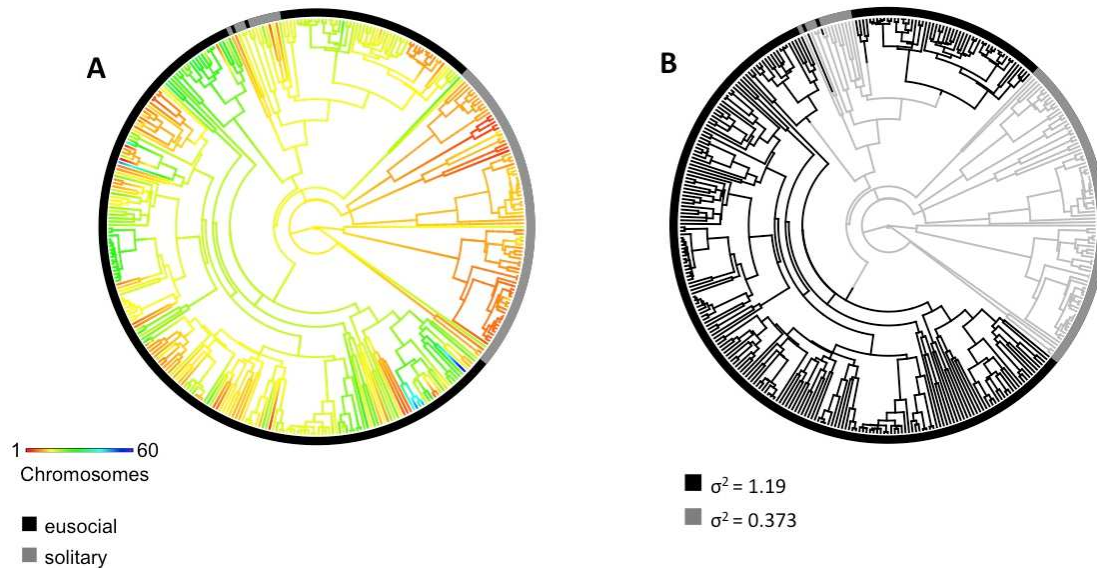 A
B
1 60
Chromosomes
eusocial
solitary
σ² = 1.19
σ² = 0.373